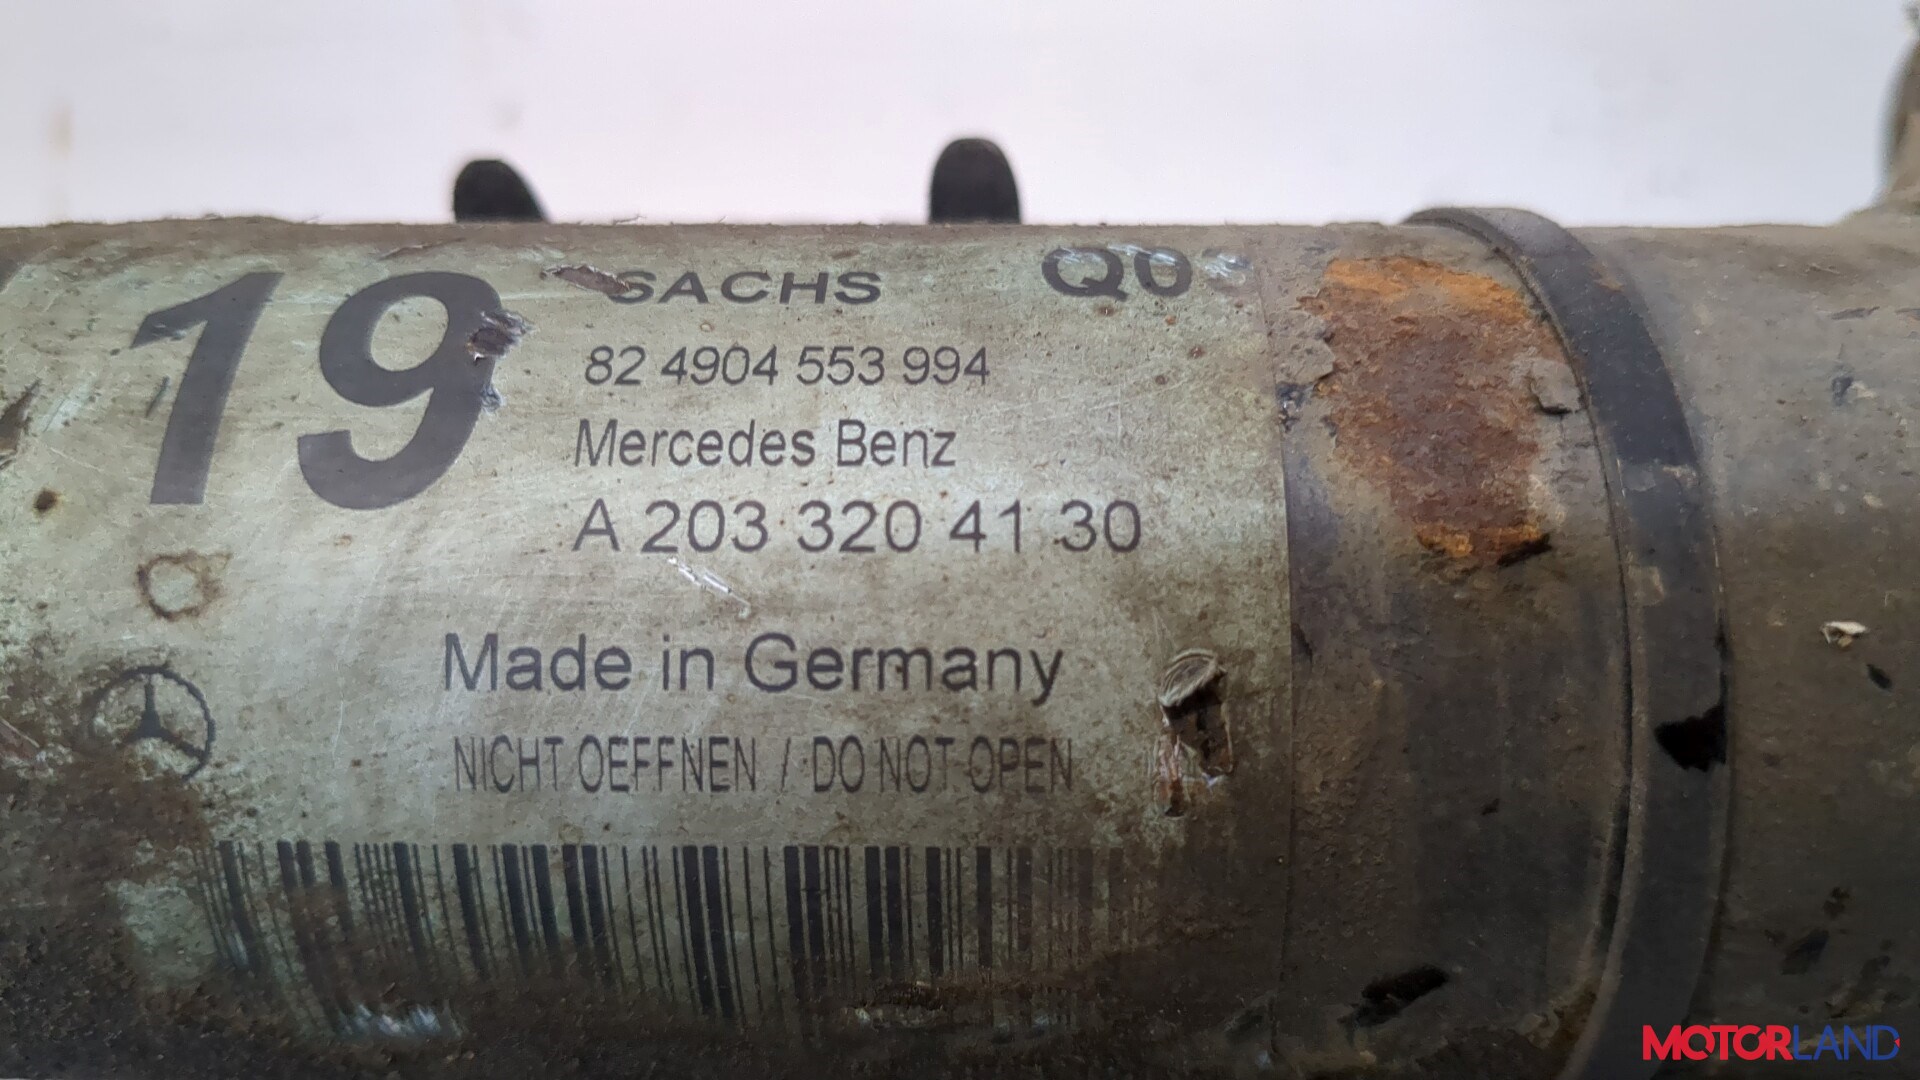 19
SACHS
82 4904 553 994
Mercedes Benz
A 203 320 41 30
Made in Germany
NICHT OEFFNEN / DO NOT OPEN
MOTORLAND